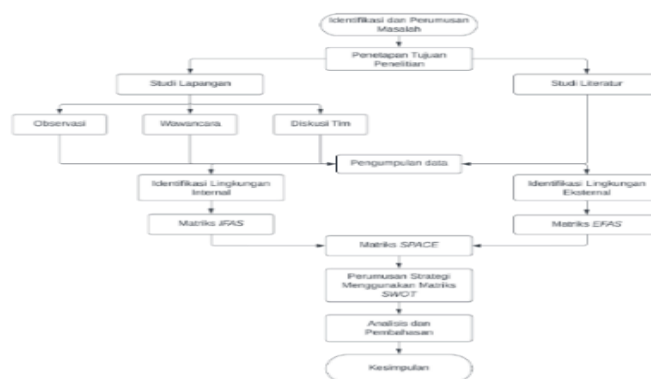 Identifikasi dan Perumusan
Masalah
Penetapan Tujuan
Penelitian
Studi Lapangan
Studi Literatur
Observasi
Wawancara
Diskusi Tim
Pengumpulan data
Identifikasi Lingkungan
Internal
Identifikasi Lingkungan
Eksternal
Matriks IFAS
Matriks EFAS
Matriks SPACE
Perumusan Strategi
Menggunakan Matriks
SWOT
Analisis dan
Pembahasan
Kesimpulan